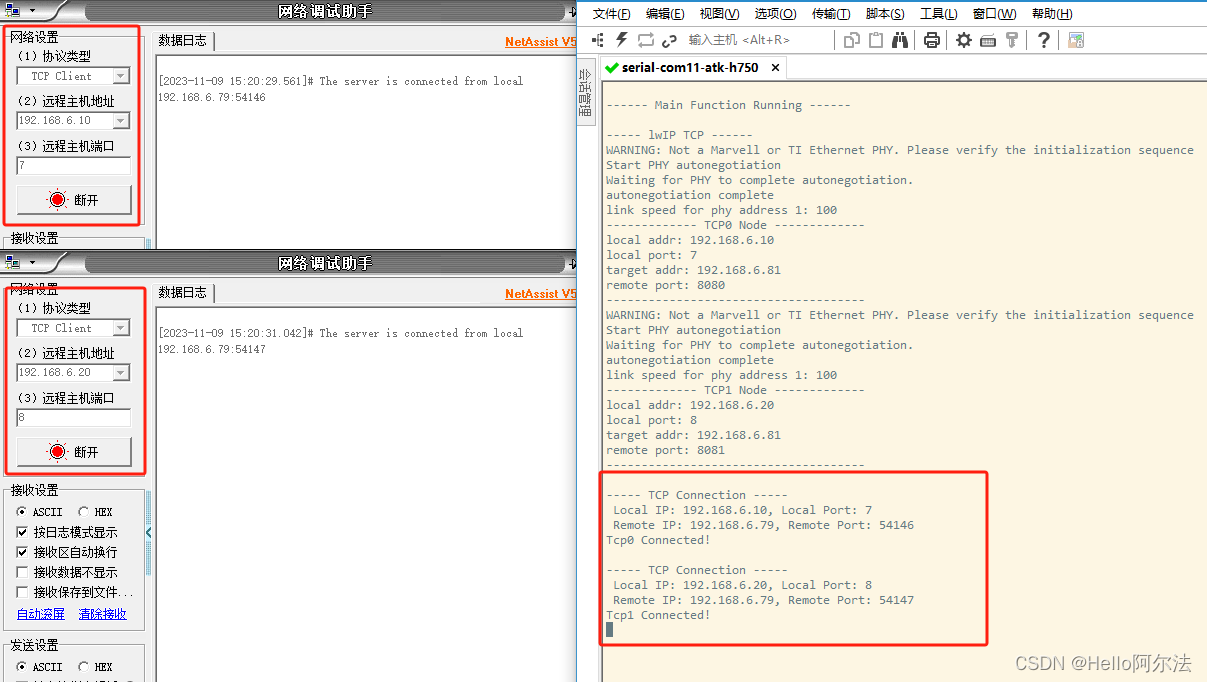 网络调试助手
网络设置
（1）协议类型
TCP Client
（2）远程主机地址
192.168.6.10
（3）远程主机端口
7
断开
接收设置
数据日志
NetAssist V5
[2023-11-09 15:20:29.561]# The server is connected from local
192.168.6.79:54146
网络调试助手
网络设置
（1）协议类型
TCP Client
（2）远程主机地址
192.168.6.20
（3）远程主机端口
8
断开
接收设置
ASCII HEX
按日志模式显示
接收区自动换行
接收数据不显示
接收保存到文件...
自动滚屏 清除接收
发送设置
ASCII HEX
数据日志
NetAssist V5
[2023-11-09 15:20:31.042]# The server is connected from local
192.168.6.79:54147
文件(F) 编辑(E) 视图(V) 选项(O) 传输(T) 脚本(S) 工具(L) 窗口(W) 帮助(H)
输入主机 <Alt+R>
会话管理
serial-com11-atk-h750
------ Main Function Running ------
----- lwIP TCP ------
WARNING: Not a Marvell or TI Ethernet PHY. Please verify the initialization sequence
Start PHY autonegotiation
Waiting for PHY to complete autonegotiation.
autonegotiation complete
link speed for phy address 1: 100
------------- TCP0 Node -------------
local addr: 192.168.6.10
local port: 7
target addr: 192.168.6.81
remote port: 8080
-------------------------------------
WARNING: Not a Marvell or TI Ethernet PHY. Please verify the initialization sequence
Start PHY autonegotiation
Waiting for PHY to complete autonegotiation.
autonegotiation complete
link speed for phy address 1: 100
------------- TCP1 Node -------------
local addr: 192.168.6.20
local port: 8
target addr: 192.168.6.81
remote port: 8081
-------------------------------------
----- TCP Connection -----
Local IP: 192.168.6.10, Local Port: 7
Remote IP: 192.168.6.79, Remote Port: 54146
Tcp0 Connected!
----- TCP Connection -----
Local IP: 192.168.6.20, Local Port: 8
Remote IP: 192.168.6.79, Remote Port: 54147
Tcp1 Connected!
CSDN @Hello阿尔法